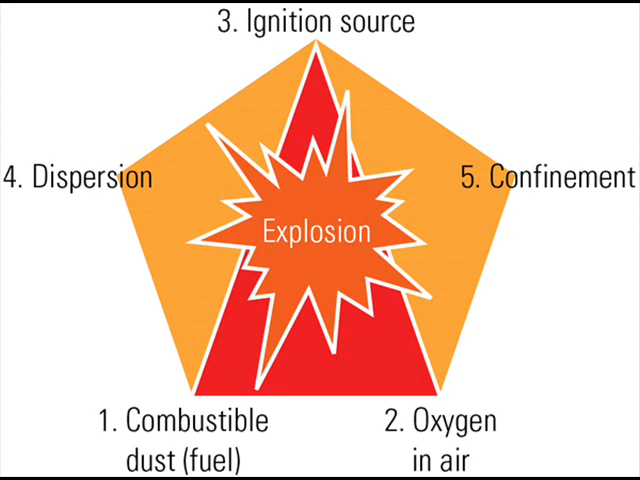 3. Ignition source
4. Dispersion
5. Confinement
Explosion
1. Combustible
dust (fuel)
2. Oxygen
in air